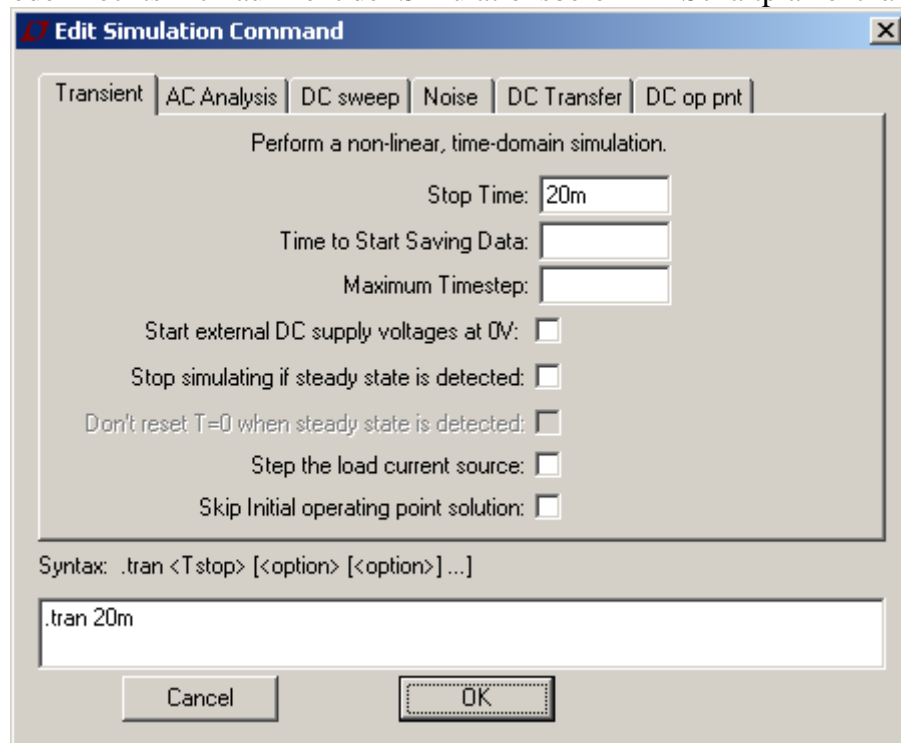 Edit Simulation Command
Transient AC Analysis DC sweep Noise DC Transfer DC op pnt
Perform a non-linear, time-domain simulation.
Stop Time: 20m
Time to Start Saving Data:
Maximum Timestep:
Start external DC supply voltages at 0V:
Stop simulating if steady state is detected:
Don't reset T=0 when steady state is detected:
Step the load current source:
Skip Initial operating point solution:
Syntax: .tran <Tstop> [<option> [<option>] ...]
.tran 20m
Cancel OK